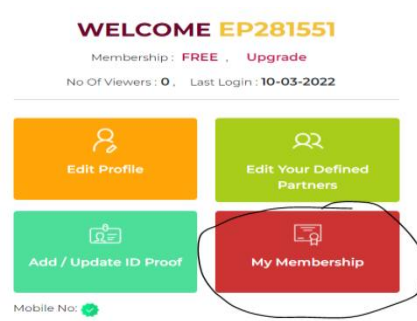 WELCOME EP281551
Membership : FREE , Upgrade
No Of Viewers : 0 , Last Login : 10-03-2022
Edit Profile
Edit Your Defined
Partners
Add / Update ID Proof
My Membership
Mobile No: